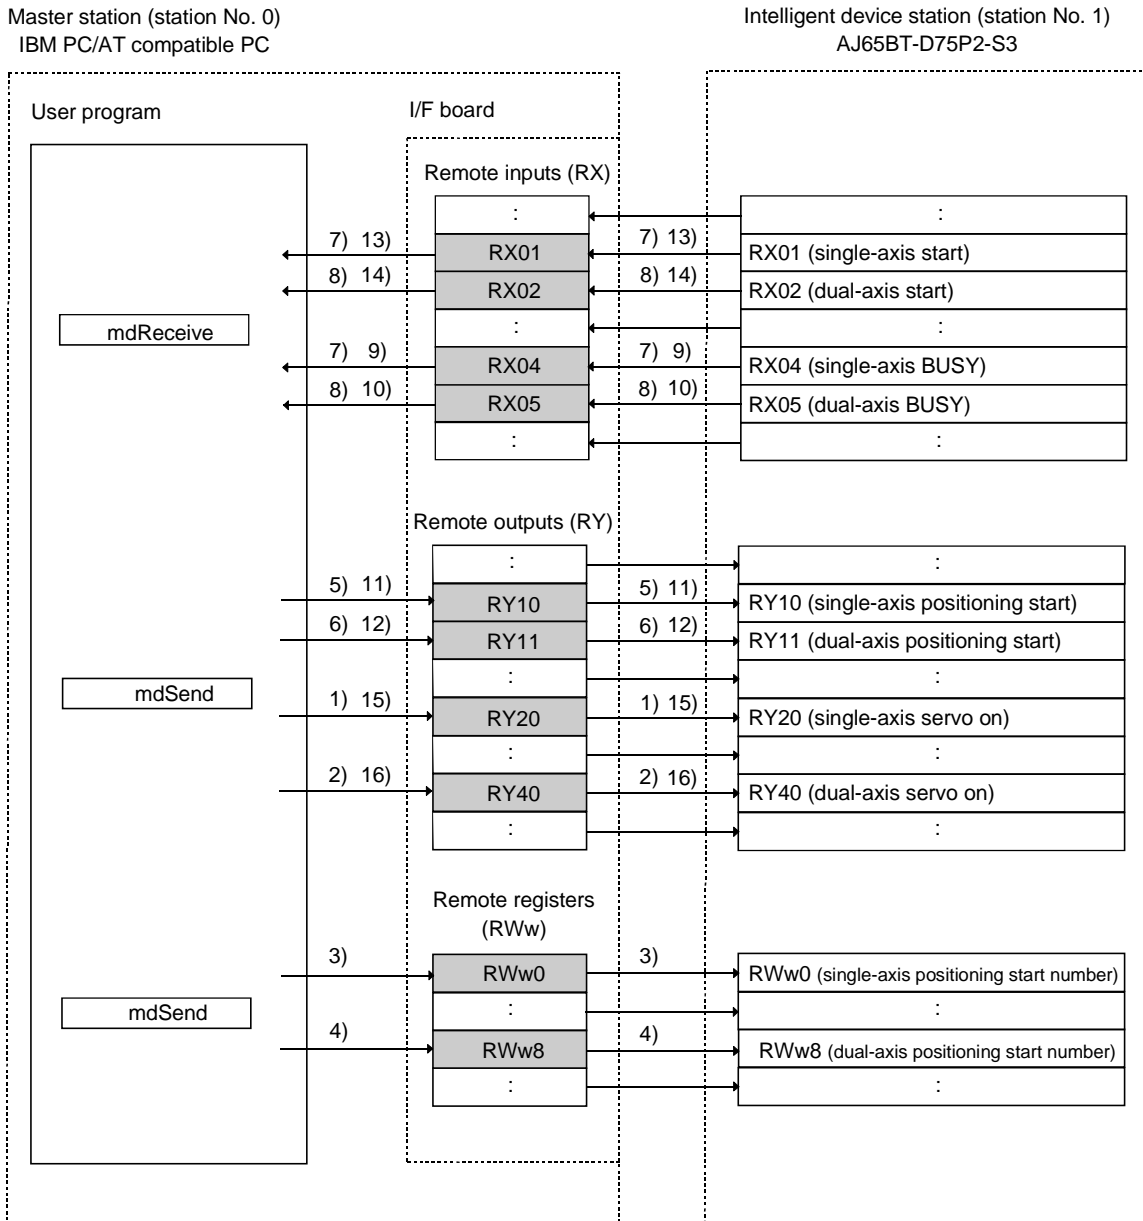 Master station (station No. 0)
IBM PC/AT compatible PC
Intelligent device station (station No. 1)
AJ65BT-D75P2-S3
User program
I/F board
Remote inputs (RX)
:
:
7) 13)
RX01
7) 13)
RX01 (single-axis start)
8) 14)
RX02
8) 14)
RX02 (dual-axis start)
mdReceive
:
:
7) 9)
RX04
7) 9)
RX04 (single-axis BUSY)
8) 10)
RX05
8) 10)
RX05 (dual-axis BUSY)
:
:
Remote outputs (RY)
:
:
5) 11)
RY10
5) 11)
RY10 (single-axis positioning start)
6) 12)
RY11
6) 12)
RY11 (dual-axis positioning start)
mdSend
:
:
1) 15)
RY20
1) 15)
RY20 (single-axis servo on)
:
:
2) 16)
RY40
2) 16)
RY40 (dual-axis servo on)
:
:
Remote registers
(RWw)
3)
RWw0
3)
RWw0 (single-axis positioning start number)
mdSend
:
:
4)
RWw8
4)
RWw8 (dual-axis positioning start number)
:
: